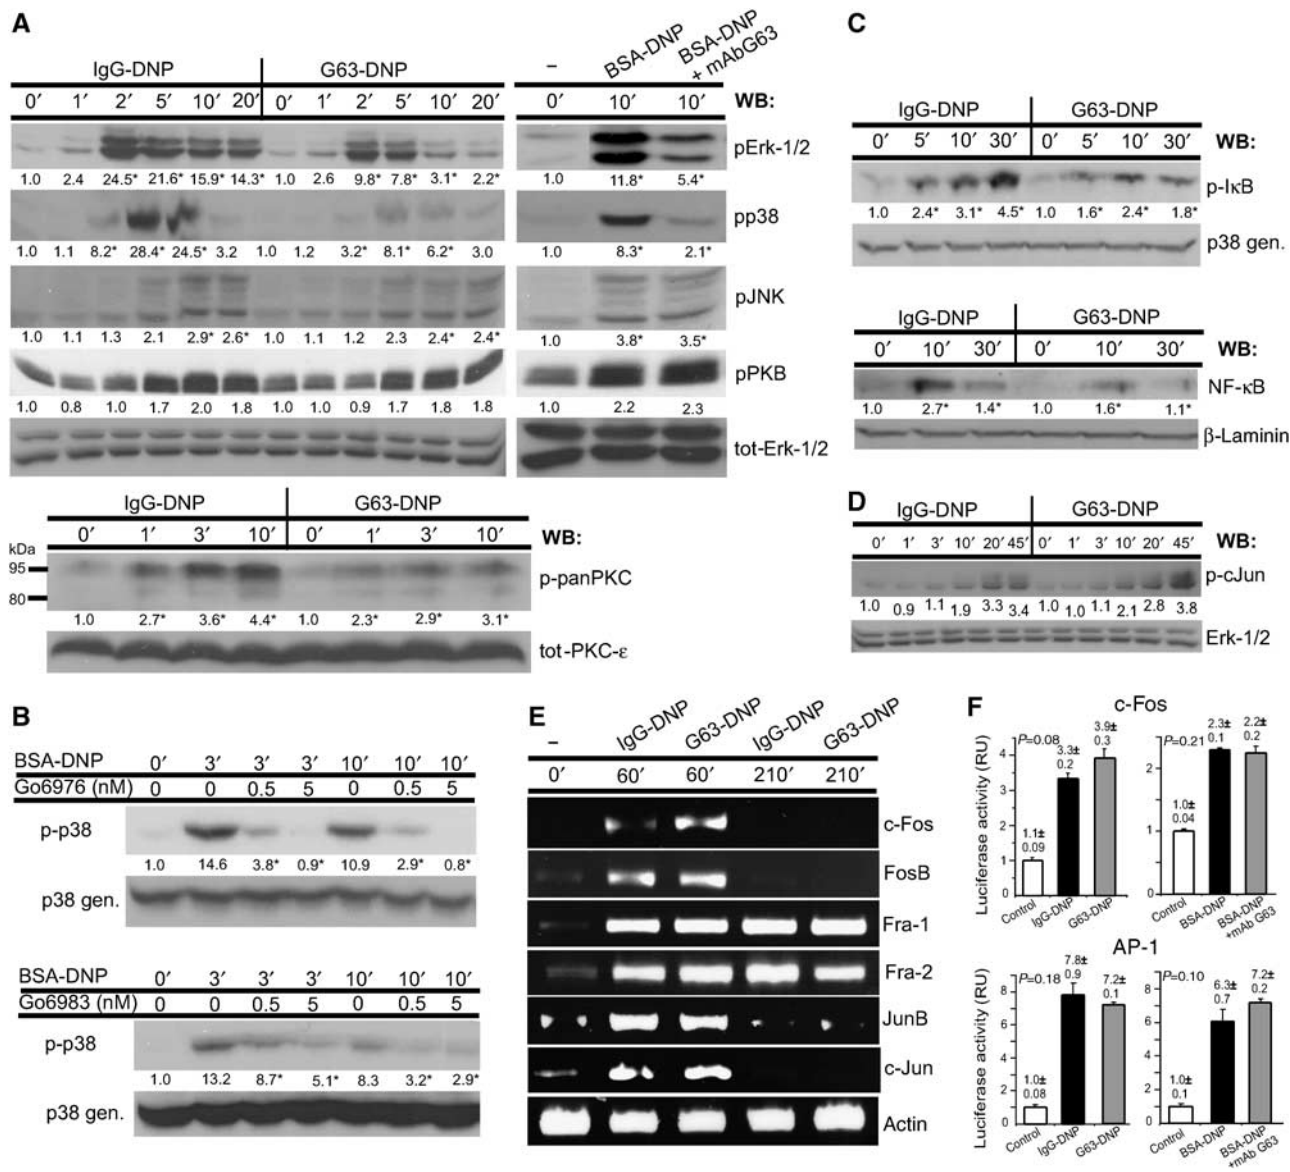 A
IgG-DNP G63-DNP – BSA-DNP BSA-DNP + mAbG63
0′ 1′ 2′ 5′ 10′ 20′ 0′ 1′ 2′ 5′ 10′ 20′ 0′ 10′ 10′ WB:
pErk-1/2
1.0 2.4 24.5* 21.6* 15.9* 14.3* 1.0 2.6 9.8* 7.8* 3.1* 2.2* 1.0 11.8* 5.4*
pp38
1.0 1.1 8.2* 28.4* 24.5* 3.2 1.0 1.2 3.2* 8.1* 6.2* 3.0 1.0 8.3* 2.1*
pJNK
1.0 1.1 1.3 2.1 2.9* 2.6* 1.0 1.1 1.2 2.3 2.4* 2.4* 1.0 3.8* 3.5*
pPKB
1.0 0.8 1.0 1.7 2.0 1.8 1.0 1.0 0.9 1.7 1.8 1.8 1.0 2.2 2.3
tot-Erk-1/2
IgG-DNP G63-DNP
0′ 1′ 3′ 10′ 0′ 1′ 3′ 10′ WB:
kDa
95
80
p-panPKC
1.0 2.7* 3.6* 4.4* 1.0 2.3* 2.9* 3.1*
tot-PKC-ε
B
BSA-DNP 0′ 3′ 3′ 3′ 10′ 10′ 10′
Go6976 (nM) 0 0 0.5 5 0 0.5 5
p-p38
1.0 14.6 3.8* 0.9* 10.9 2.9* 0.8*
p38 gen.
BSA-DNP 0′ 3′ 3′ 3′ 10′ 10′ 10′
Go6983 (nM) 0 0 0.5 5 0 0.5 5
p-p38
1.0 13.2 8.7* 5.1* 8.3 3.2* 2.9*
p38 gen.
C
IgG-DNP G63-DNP
0′ 5′ 10′ 30′ 0′ 5′ 10′ 30′ WB:
p-IκB
1.0 2.4* 3.1* 4.5* 1.0 1.6* 2.4* 1.8*
p38 gen.
IgG-DNP G63-DNP
0′ 10′ 30′ 0′ 10′ 30′ WB:
NF-κB
1.0 2.7* 1.4* 1.0 1.6* 1.1*
β-Laminin
D
IgG-DNP G63-DNP
0′ 1′ 3′ 10′ 20′ 45′ 0′ 1′ 3′ 10′ 20′ 45′ WB:
p-cJun
1.0 0.9 1.1 1.9 3.3 3.4 1.0 1.0 1.1 2.1 2.8 3.8
Erk-1/2
E
– IgG-DNP G63-DNP IgG-DNP G63-DNP
0′ 60′ 60′ 210′ 210′
c-Fos
FosB
Fra-1
Fra-2
JunB
c-Jun
Actin
F
c-Fos
Luciferase activity (RU)
5
4
3
2
1
0
P=0.08
1.1± 0.09
3.3± 0.2
3.9± 0.3
Control IgG-DNP G63-DNP
2
1
0
P=0.21
1.0± 0.04
2.3± 0.1
2.2± 0.2
Control BSA-DNP BSA-DNP +mAb G63
AP-1
Luciferase activity (RU)
8
6
4
2
0
P=0.18
1.0± 0.08
7.8± 0.9
7.2± 0.1
Control IgG-DNP G63-DNP
8
6
4
2
0
P=0.10
1.0± 0.1
6.3± 0.7
7.2± 0.2
Control BSA-DNP BSA-DNP +mAb G63